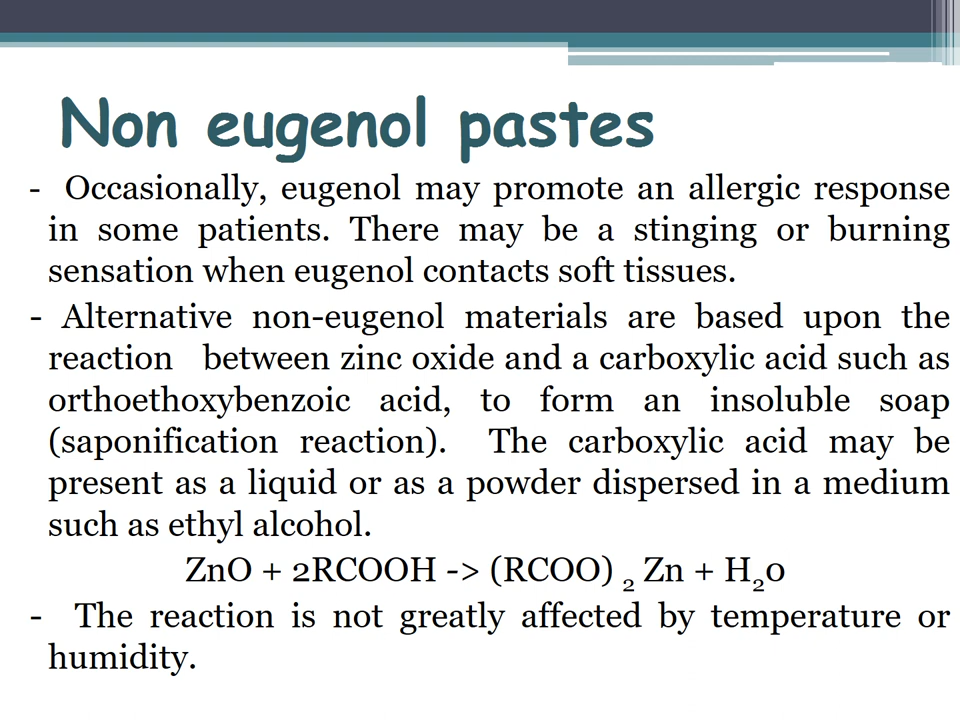 Non eugenol pastes
- Occasionally, eugenol may promote an allergic response
in some patients. There may be a stinging or burning
sensation when eugenol contacts soft tissues.
- Alternative non-eugenol materials are based upon the
reaction between zinc oxide and a carboxylic acid such as
orthoethoxybenzoic acid, to form an insoluble soap
(saponification reaction). The carboxylic acid may be
present as a liquid or as a powder dispersed in a medium
such as ethyl alcohol.
ZnO + 2RCOOH -> (RCOO) ₂ Zn + H₂0
- The reaction is not greatly affected by temperature or
humidity.